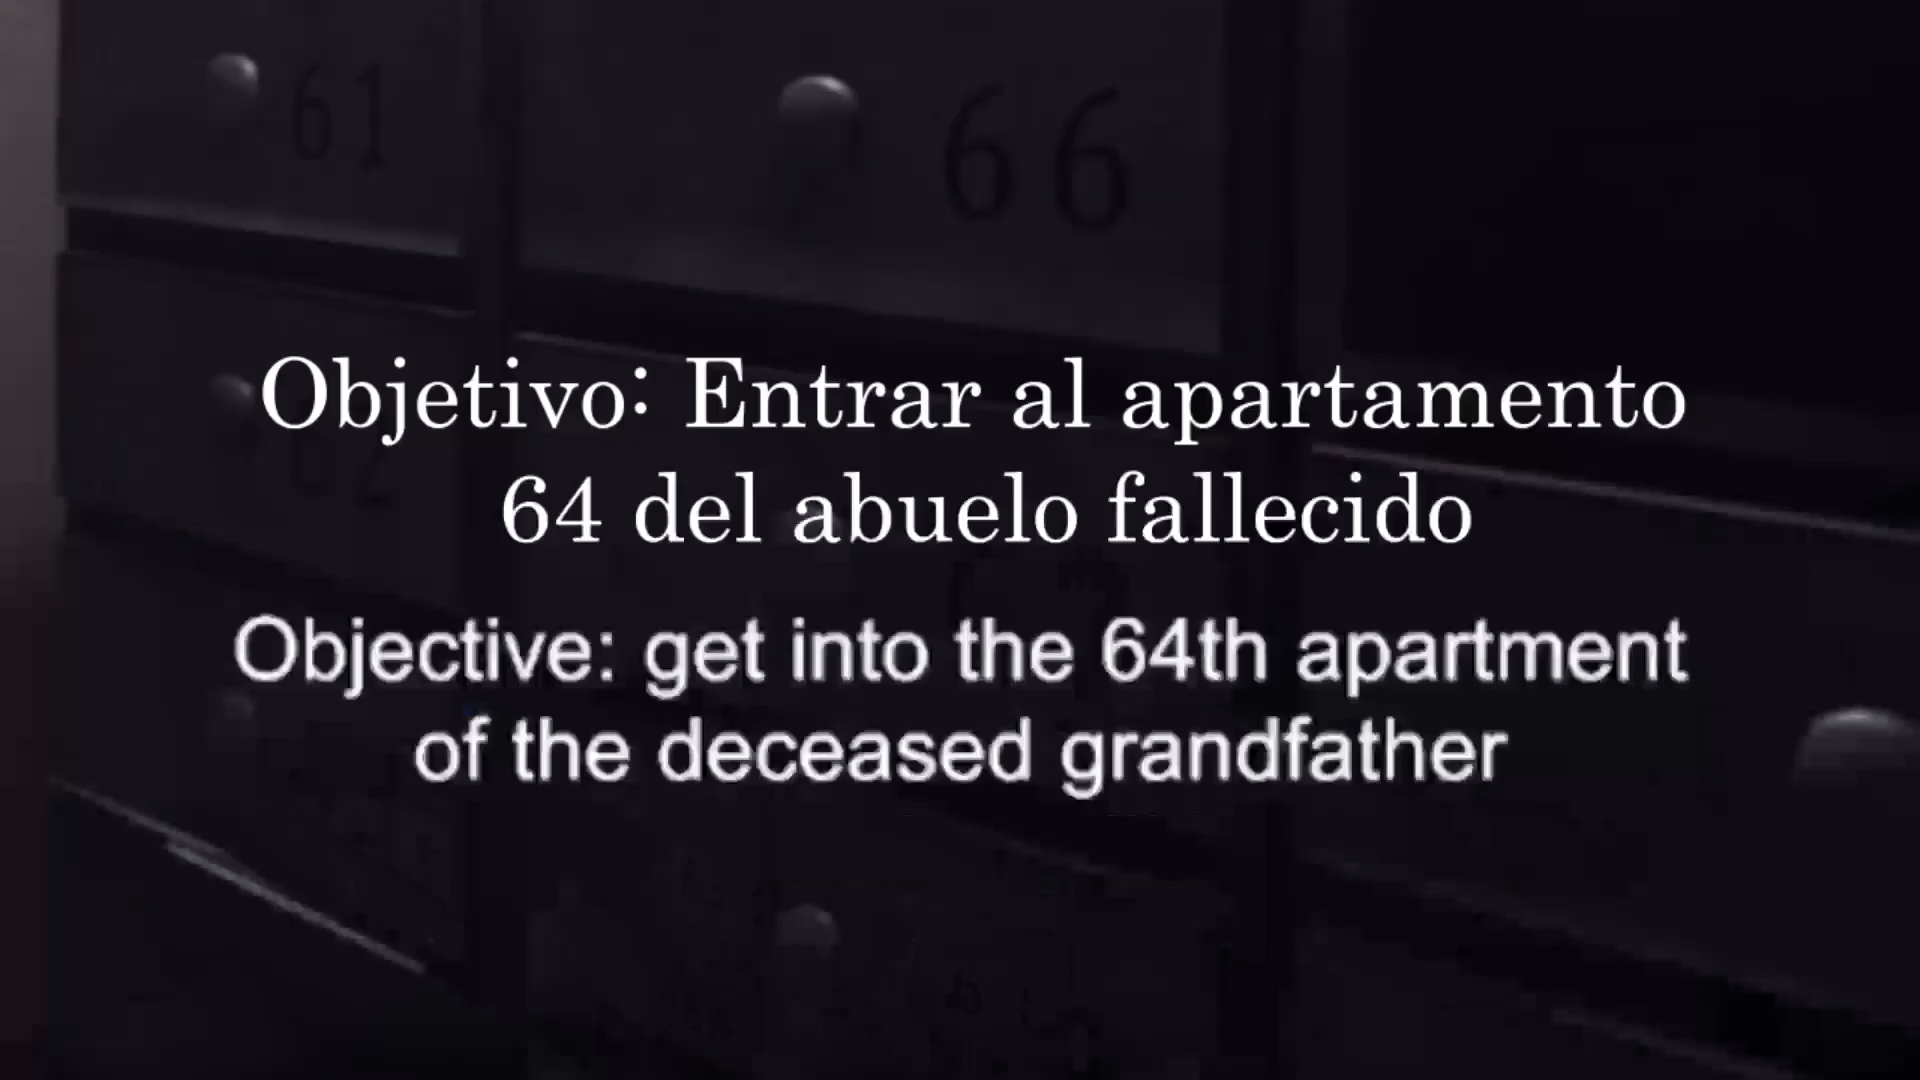 61
66
62
Objetivo: Entrar al apartamento
64 del abuelo fallecido
Objective: get into the 64th apartment
of the deceased grandfather